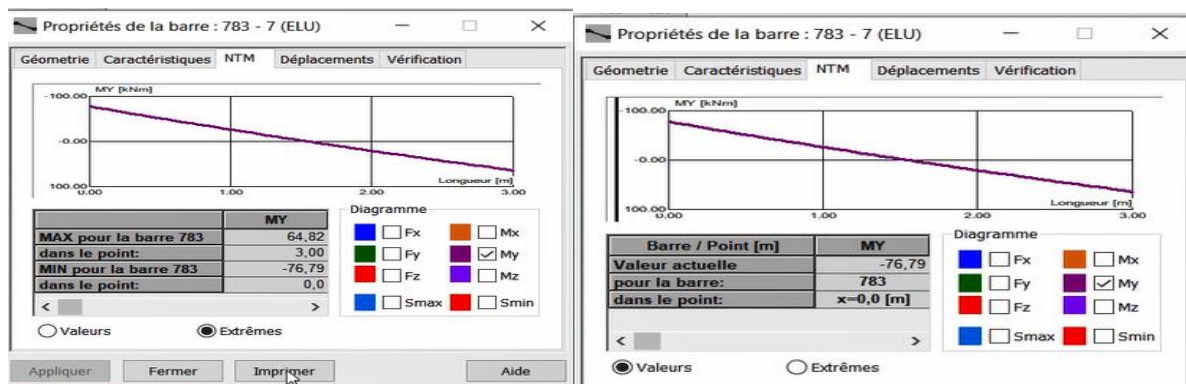 Propriétés de la barre : 783 - 7 (ELU)
Géometrie Caractéristiques NTM Déplacements Vérification
-100.00 MY [kNm]
-0.00
100.00 Longueur [m]
0.00 1.00 2.00 3.00
MY
MAX pour la barre 783 64,82
dans le point: 3,00
MIN pour la barre 783 -76,79
dans le point: 0,0
Diagramme
Fx Mx
Fy My
Fz Mz
Smax Smin
Valeurs Extrêmes
Appliquer Fermer Imprimer Aide
Propriétés de la barre : 783 - 7 (ELU)
Géometrie Caractéristiques NTM Déplacements Vérification
-100.00 MY [kNm]
-0.00
100.00 Longueur [m]
0.00 1.00 2.00 3.00
Barre / Point [m] MY
Valeur actuelle -76,79
pour la barre: 783
dans le point: x=0,0 [m]
Diagramme
Fx Mx
Fy My
Fz Mz
Smax Smin
Valeurs Extrêmes